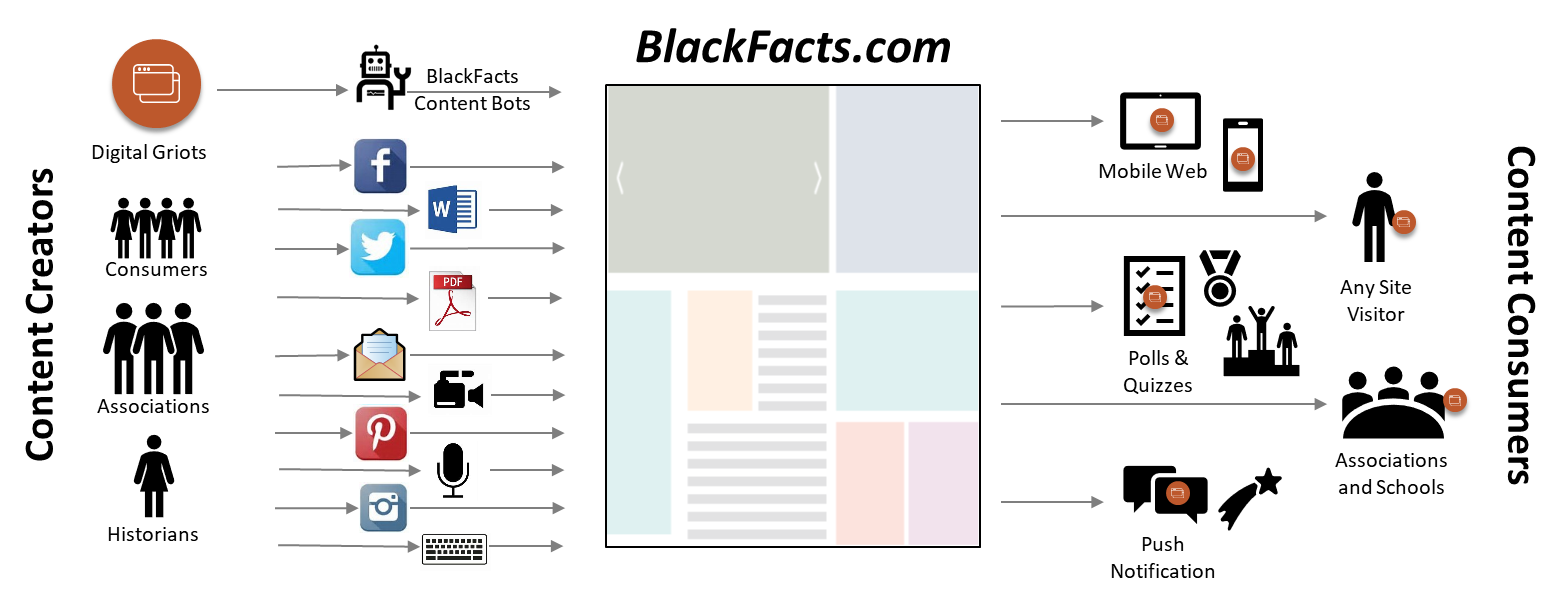 BlackFacts.com
Content Creators
Digital Griots
Consumers
Associations
Historians
BlackFacts
Content Bots
f
W
PDF
Mobile Web
Any Site
Visitor
Polls &
Quizzes
Associations
and Schools
Push
Notification
Content Consumers